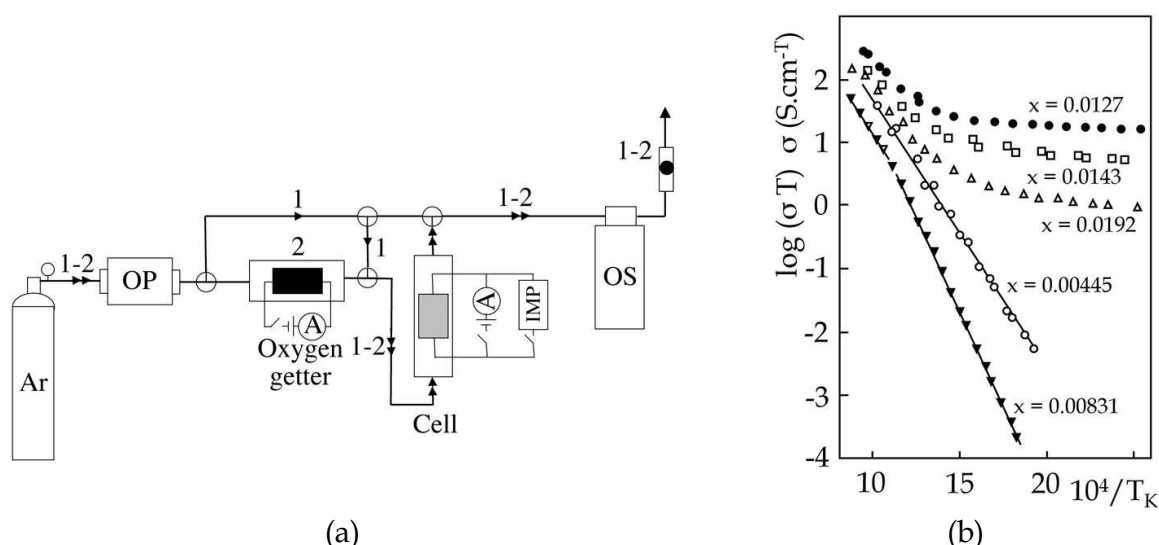 1-2
1
1-2
2
1
1-2
OP
OS
A
A
IMP
Oxygen
getter
1-2
Ar
Cell
(a)
log (σ T) σ (S.cm⁻ᵀ)
2
1
0
-1
-2
-3
-4
x = 0.0127
x = 0.0143
x = 0.0192
x = 0.00445
x = 0.00831
10 15 20 10⁴/T_K
(b)